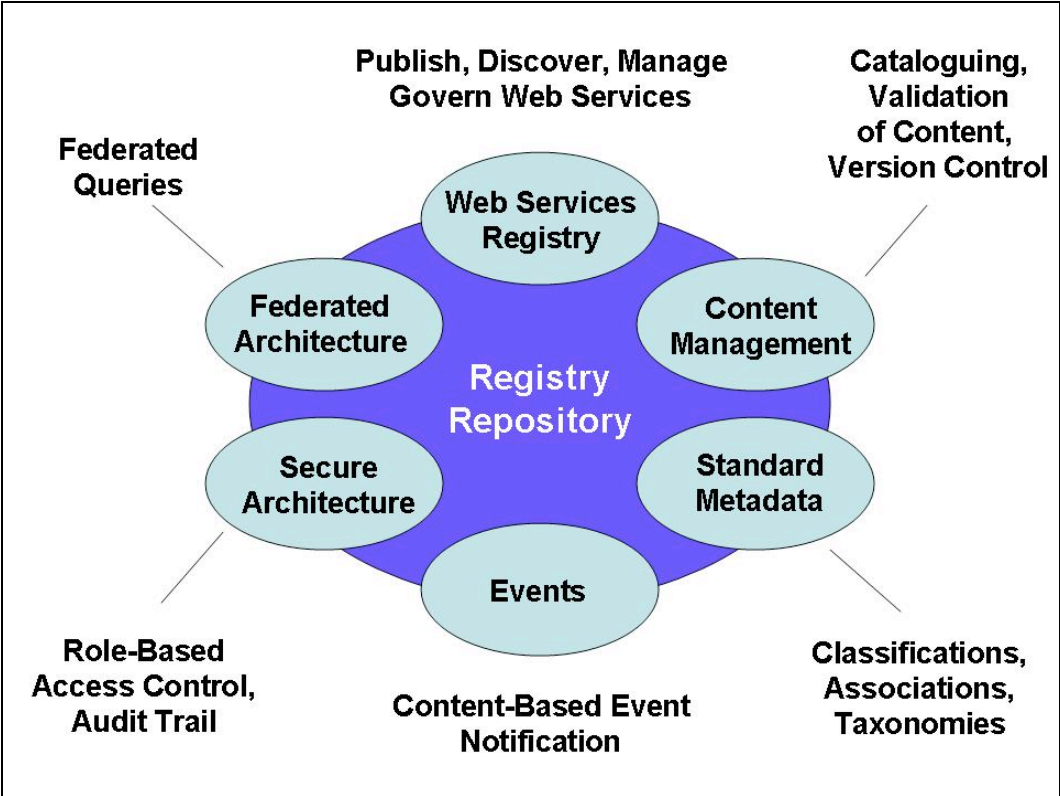 Publish, Discover, Manage
Govern Web Services
Cataloguing,
Validation
of Content,
Version Control
Federated
Queries
Web Services
Registry
Federated
Architecture
Content
Management
Registry
Repository
Secure
Architecture
Standard
Metadata
Events
Role-Based
Access Control,
Audit Trail
Content-Based Event
Notification
Classifications,
Associations,
Taxonomies